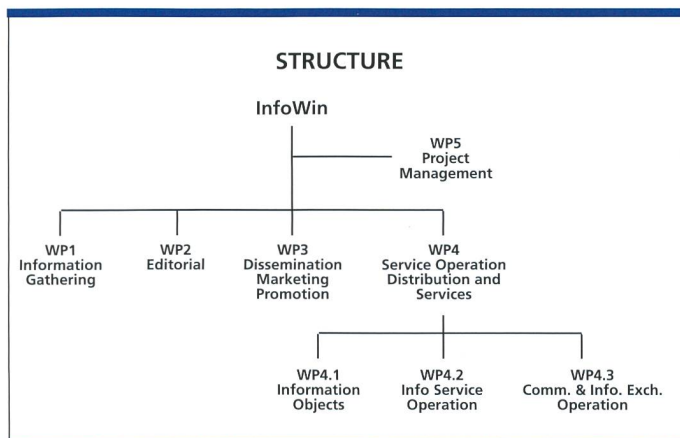 STRUCTURE
InfoWin
WP5
Project
Management
WP1
Information
Gathering
WP2
Editorial
WP3
Dissemination
Marketing
Promotion
WP4
Service Operation
Distribution and
Services
WP4.1
Information
Objects
WP4.2
Info Service
Operation
WP4.3
Comm. & Info. Exch.
Operation